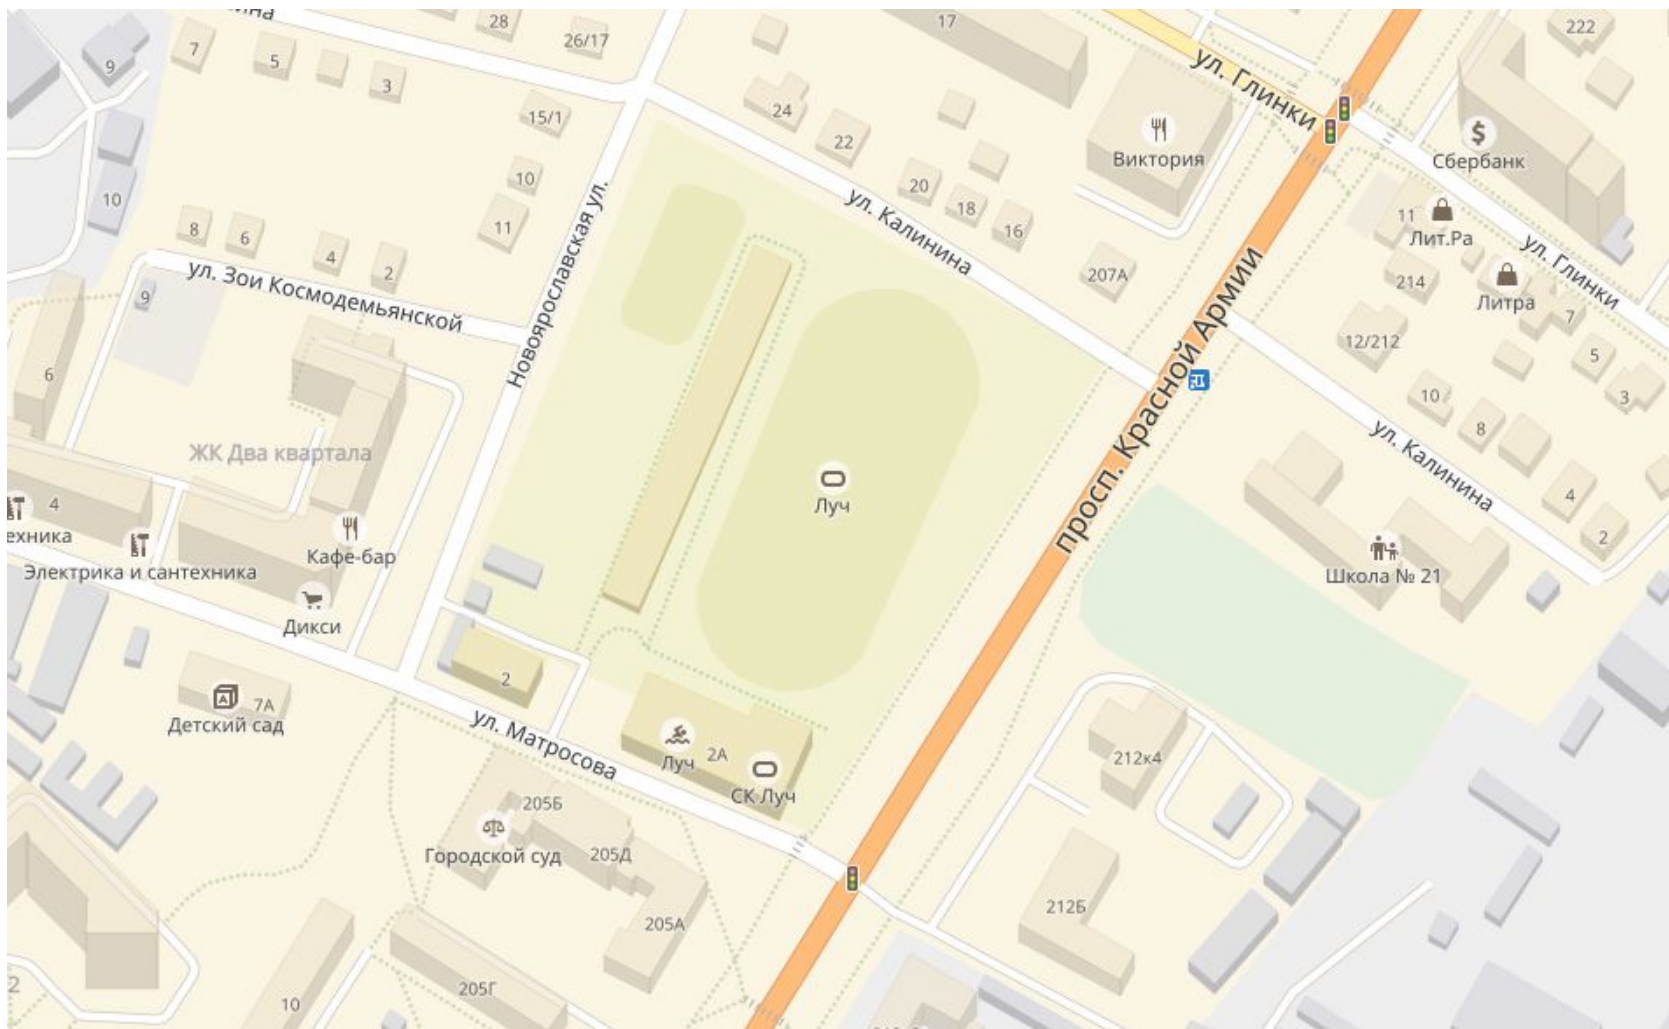 28
26/17
17
222
7
5
9
3
ул. Глинки
15/1
24
22
Виктория
Сбербанк
10
10
20
18
16
11
Лит.Ра
8
6
11
4
2
ул. Калинина
207А
214
ул. Глинки
Литра
ул. Зои Космодемьянской
9
Новоярославская ул.
просп. Красной Армии
7
12/212
5
3
6
10
8
ул. Калинина
ЖК Два квартала
Луч
4
4
2
ехника
Электрика и сантехника
Кафе-бар
Школа № 21
Дикси
2
7А
Детский сад
ул. Матросова
Луч
2А
СК Луч
212к4
205Б
Городской суд
205Д
205А
212Б
2
10
205Г